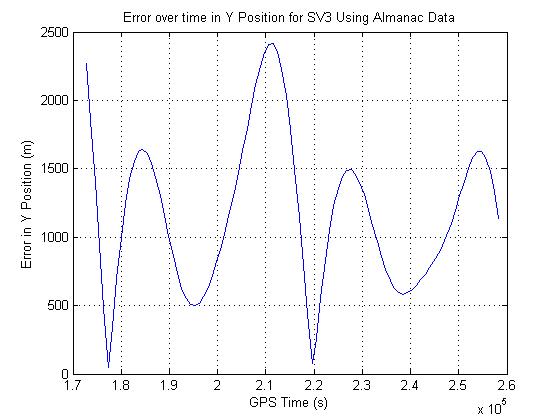 Error over time in Y Position for SV3 Using Almanac Data
2500
2000
1500
1000
500
0
Error in Y Position (m)
1.7 1.8 1.9 2 2.1 2.2 2.3 2.4 2.5 2.6
GPS Time (s)
x 10^5